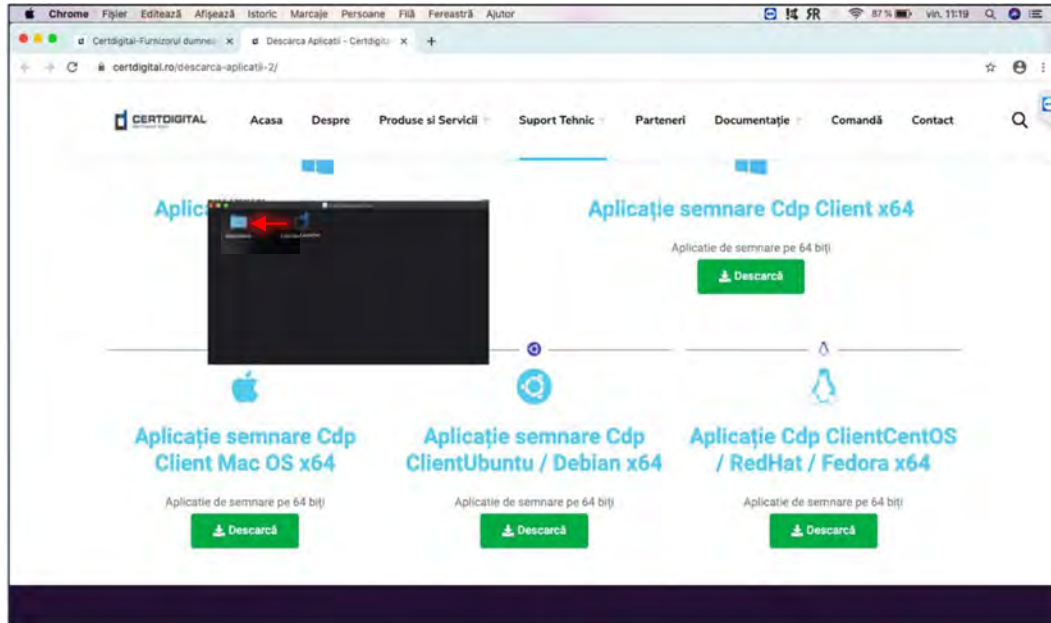 Chrome Fișier Editează Afișează Istoric Marcaje Persoane Filă Fereastră Ajutor 87% vin. 11:19
Certdigital-Furnizorul dumne Descarca Aplicatii - Certdigita
certdigital.ro/descarca-aplicatii-2/
CERTDIGITAL Acasa Despre Produse si Servicii Suport Tehnic Parteneri Documentație Comandă Contact
Aplic
Aplicație semnare Cdp Client x64
Aplicatie de semnare pe 64 biți
Descarcă
Aplicație semnare Cdp
Client Mac OS x64
Aplicatie de semnare pe 64 biți
Descarcă
Aplicație semnare Cdp
ClientUbuntu / Debian x64
Aplicatie de semnare pe 64 biți
Descarcă
Aplicație Cdp ClientCentOS
/ RedHat / Fedora x64
Aplicatie de semnare pe 64 biți
Descarcă